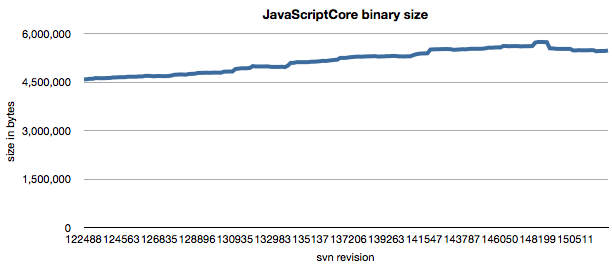 JavaScriptCore binary size
6,000,000
4,500,000
3,000,000
1,500,000
0
size in bytes
122488 124563 126835 128896 130935 132983 135137 137206 139263 141547 143787 146050 148199 150511
svn revision